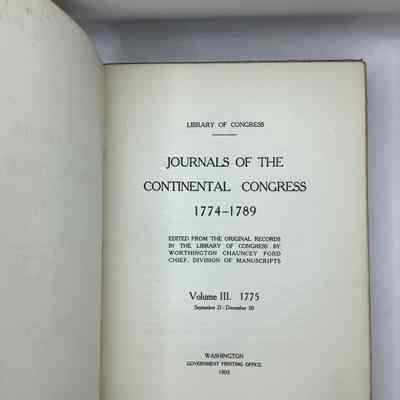 LIBRARY OF CONGRESS
JOURNALS OF THE
CONTINENTAL CONGRESS
1774-1789
EDITED FROM THE ORIGINAL RECORDS
IN THE LIBRARY OF CONGRESS BY
WORTHINGTON CHAUNCEY FORD
CHIEF, DIVISION OF MANUSCRIPTS
Volume III. 1775
September 21-December 30
WASHINGTON
GOVERNMENT PRINTING OFFICE
1905